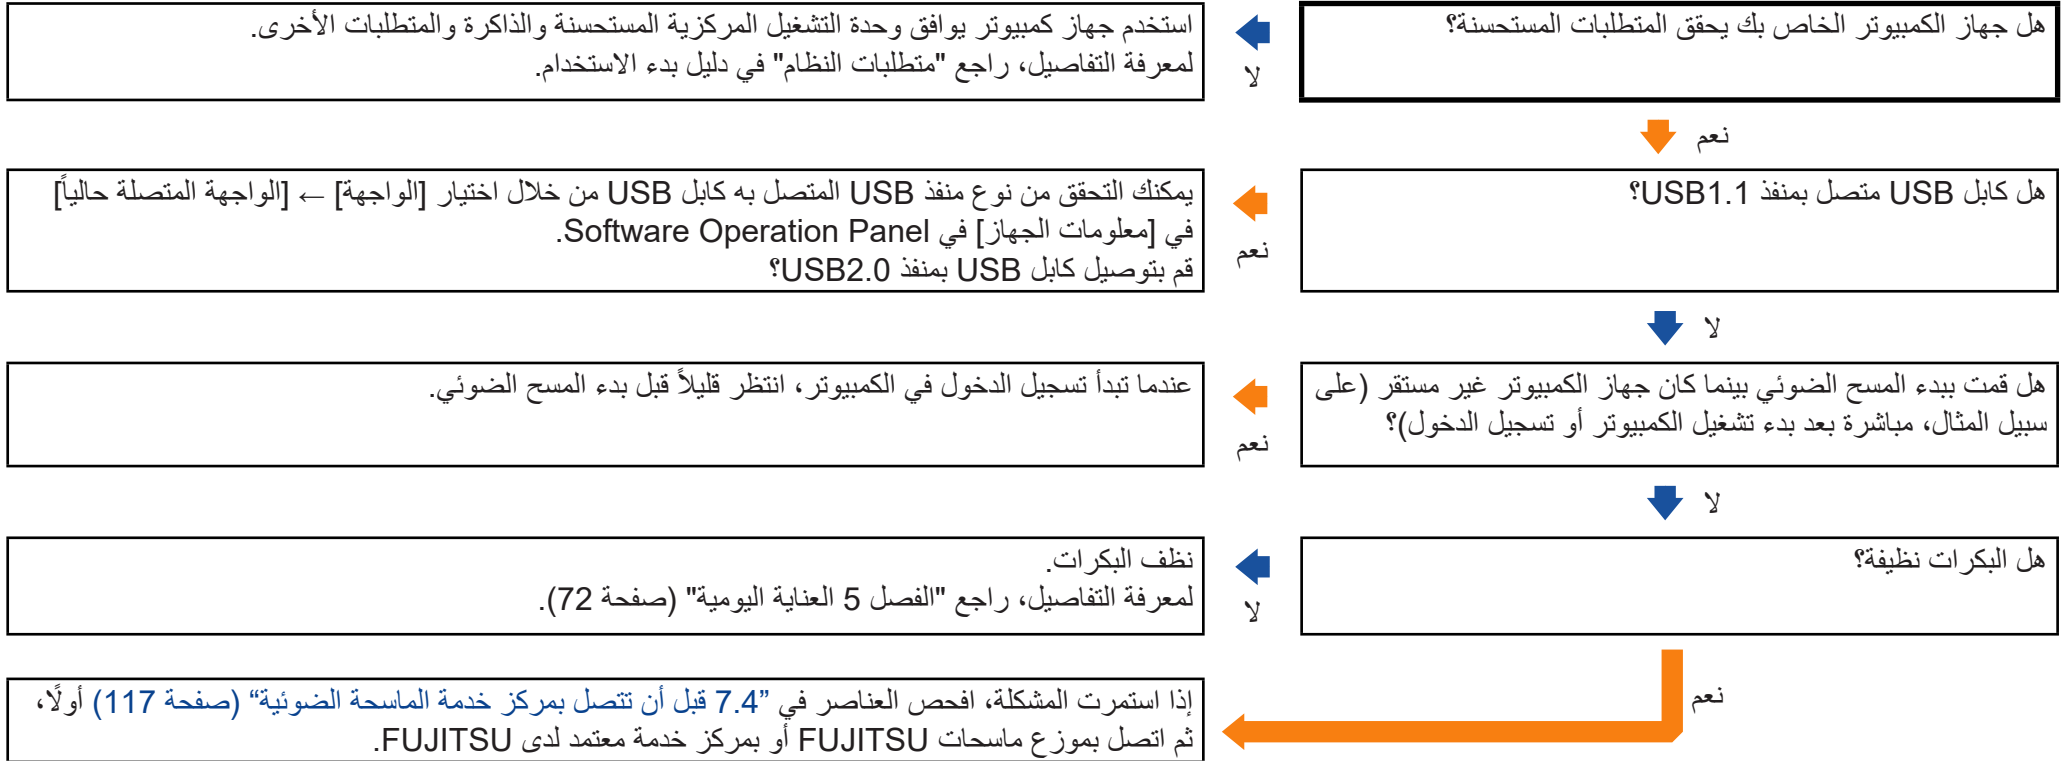 هل جهاز الكمبيوتر الخاص بك يحقق المتطلبات المستحسنة؟
لا
استخدم جهاز كمبيوتر يوافق وحدة التشغيل المركزية المستحسنة والذاكرة والمتطلبات الأخرى.
لمعرفة التفاصيل، راجع "متطلبات النظام" في دليل بدء الاستخدام.
نعم
هل كابل USB متصل بمنفذ USB1.1؟
نعم
يمكنك التحقق من نوع منفذ USB المتصل به كابل USB من خلال اختيار [الواجهة] ← [الواجهة المتصلة حالياً]
في [معلومات الجهاز] في Software Operation Panel.
قم بتوصيل كابل USB بمنفذ USB2.0؟
لا
هل قمت ببدء المسح الضوئي بينما كان جهاز الكمبيوتر غير مستقر (على
سبيل المثال، مباشرة بعد بدء تشغيل الكمبيوتر أو تسجيل الدخول)؟
نعم
عندما تبدأ تسجيل الدخول في الكمبيوتر، انتظر قليلاً قبل بدء المسح الضوئي.
لا
هل البكرات نظيفة؟
لا
نظف البكرات.
لمعرفة التفاصيل، راجع "الفصل 5 العناية اليومية" (صفحة 72).
نعم
إذا استمرت المشكلة، افحص العناصر في ”7.4 قبل أن تتصل بمركز خدمة الماسحة الضوئية“ (صفحة 117) أولًا،
ثم اتصل بموزع ماسحات FUJITSU أو بمركز خدمة معتمد لدى FUJITSU.